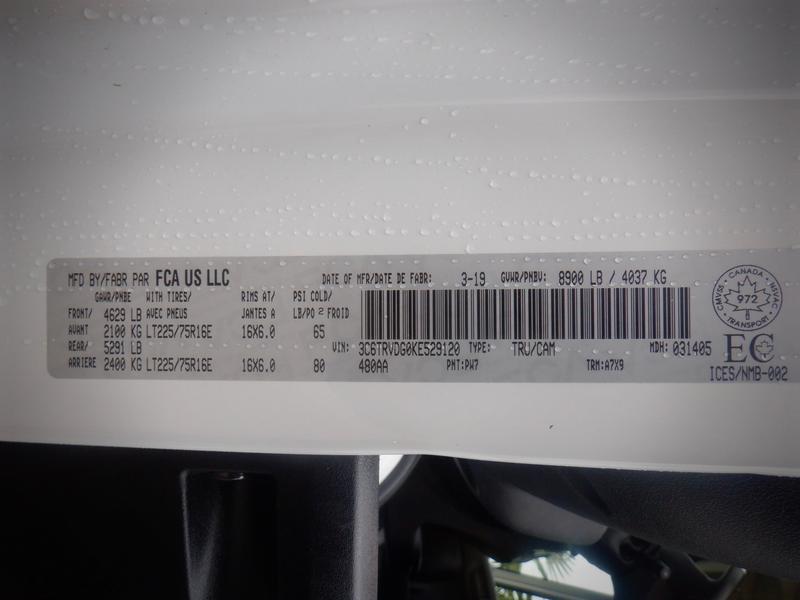 MFD BY/FABR PAR FCA US LLC DATE OF MFR/DATE DE FABR: 3-19 GVWR/PNBV: 8900 LB / 4037 KG
GAWR/PNBE WITH TIRES/ RIMS AT/ PSI COLD/
FRONT/ 4629 LB AVEC PNEUS JANTES A LB/PO² FROID
AVANT 2100 KG LT225/75R16E 16X6.0 65
REAR/ 5291 LB
ARRIERE 2400 KG LT225/75R16E 16X6.0 80
VIN: 3C6TRVDG0KE529120 TYPE: TRU/CAM MDH: 031405
480AA PNT:PW7 TRM:A7X9
CMVSS · CANADA · NSVAC
972
TRANSPORT
EC
ICES/NMB-002